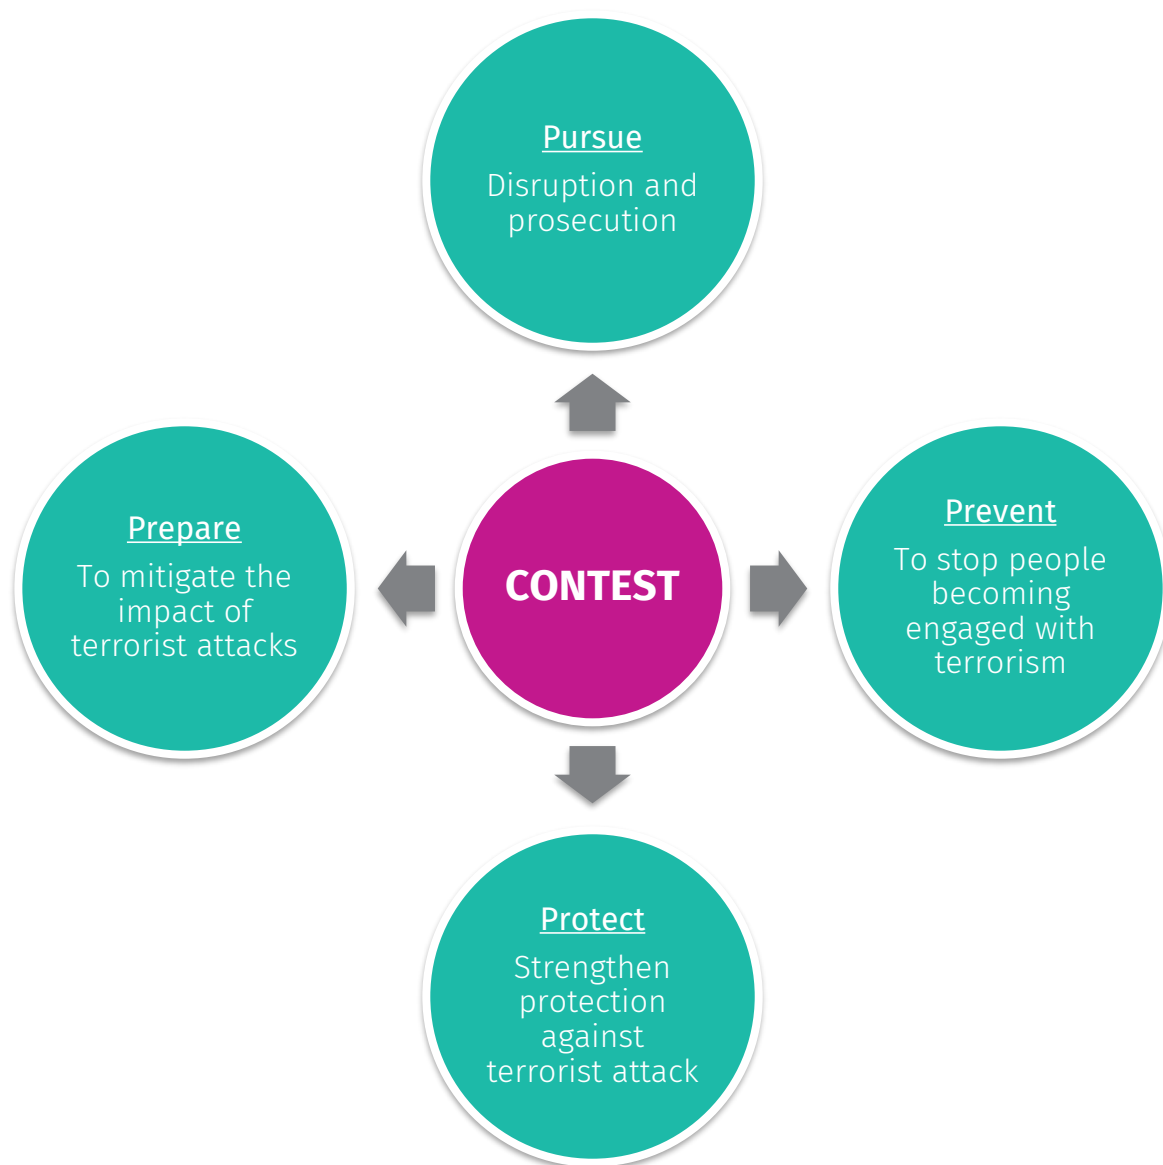 Pursue
Disruption and
prosecution
Prepare
To mitigate the
impact of
terrorist attacks
CONTEST
Prevent
To stop people
becoming
engaged with
terrorism
Protect
Strengthen
protection
against
terrorist attack